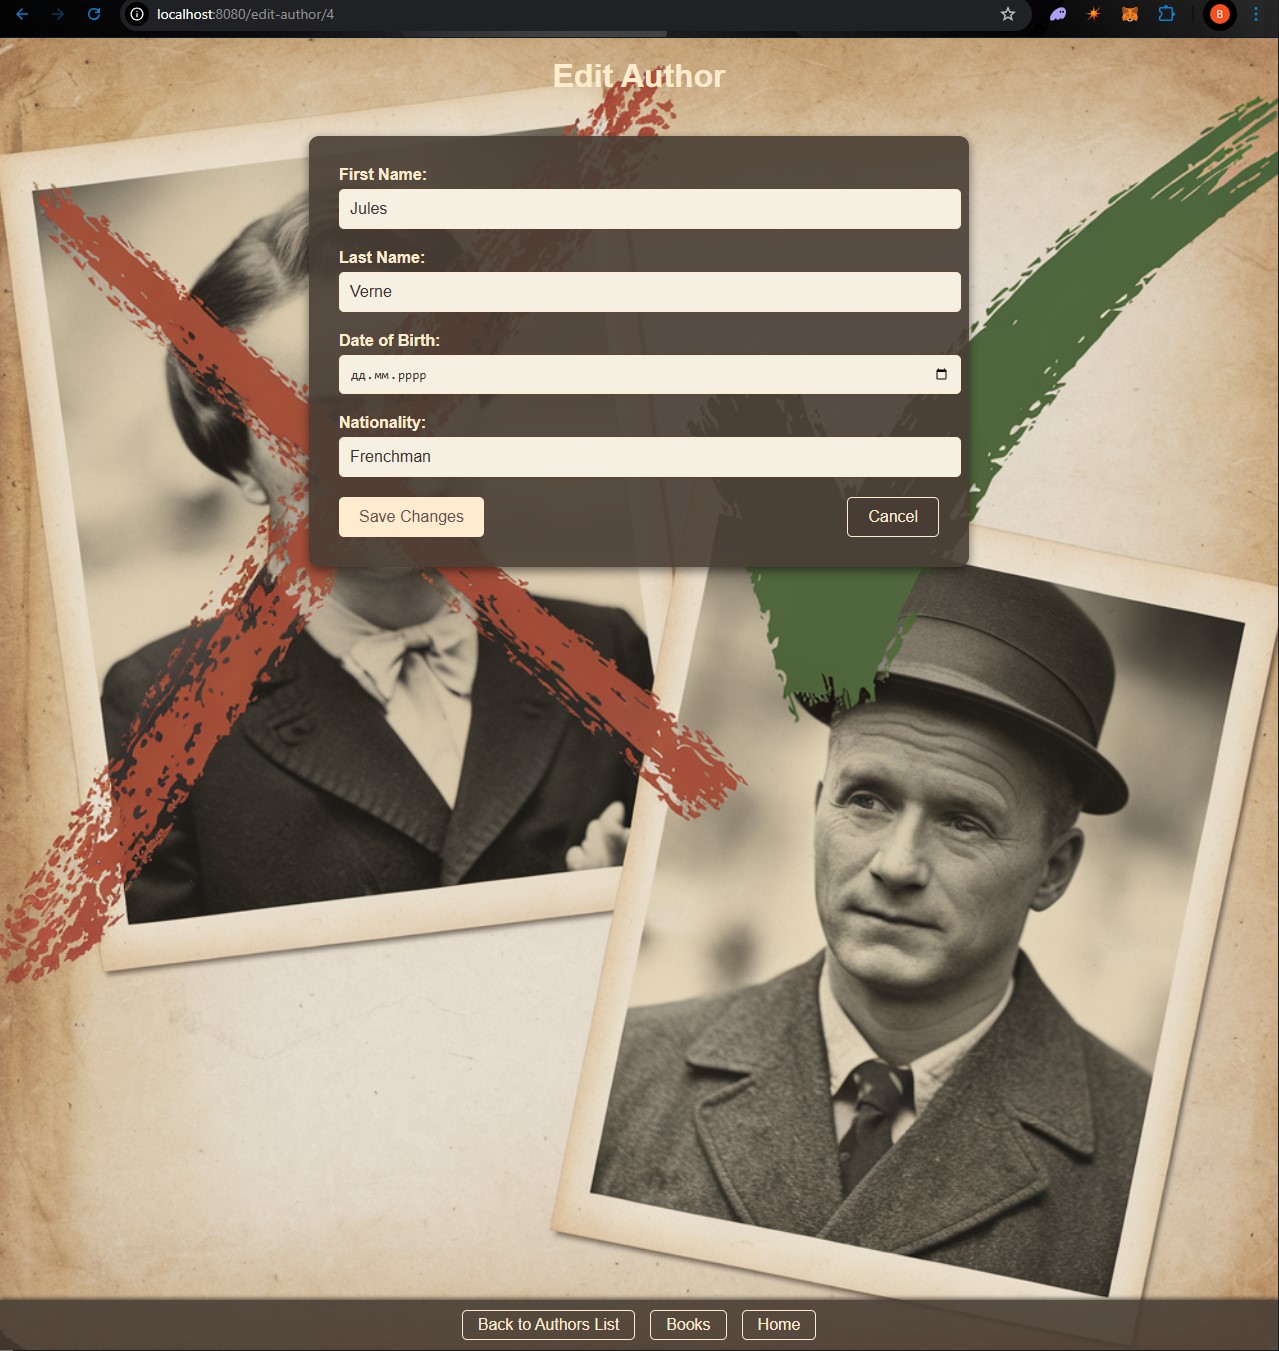 localhost:8080/edit-author/4
B
Edit Author
First Name:
Jules
Last Name:
Verne
Date of Birth:
дд.мм.рррр
Nationality:
Frenchman
Save Changes
Cancel
Back to Authors List
Books
Home